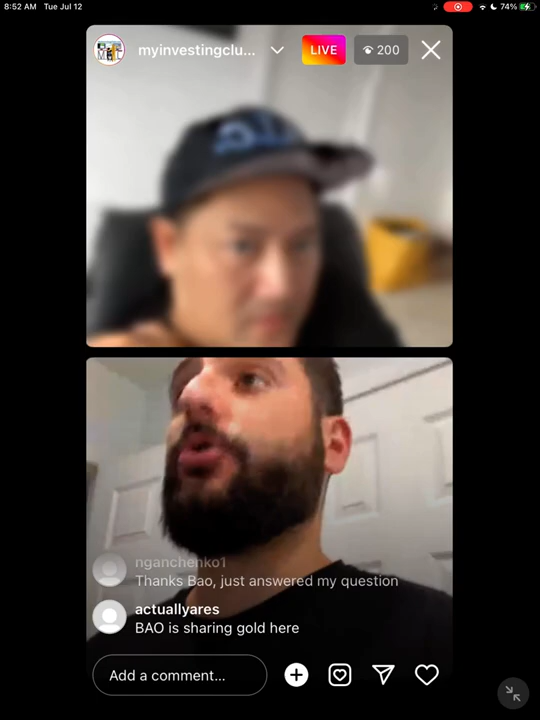 8:52 AM Tue Jul 12
74%
myinvestingclu...
LIVE
200
nganchenko1
Thanks Bao, just answered my question
actuallyares
BAO is sharing gold here
Add a comment...